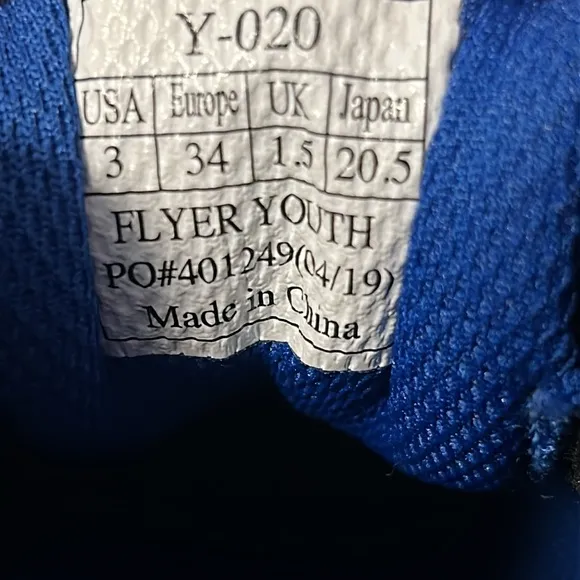 Y-020
USA Europe UK Japan
3 34 1.5 20.5
FLYER YOUTH
PO#401249(04/19)
Made in China